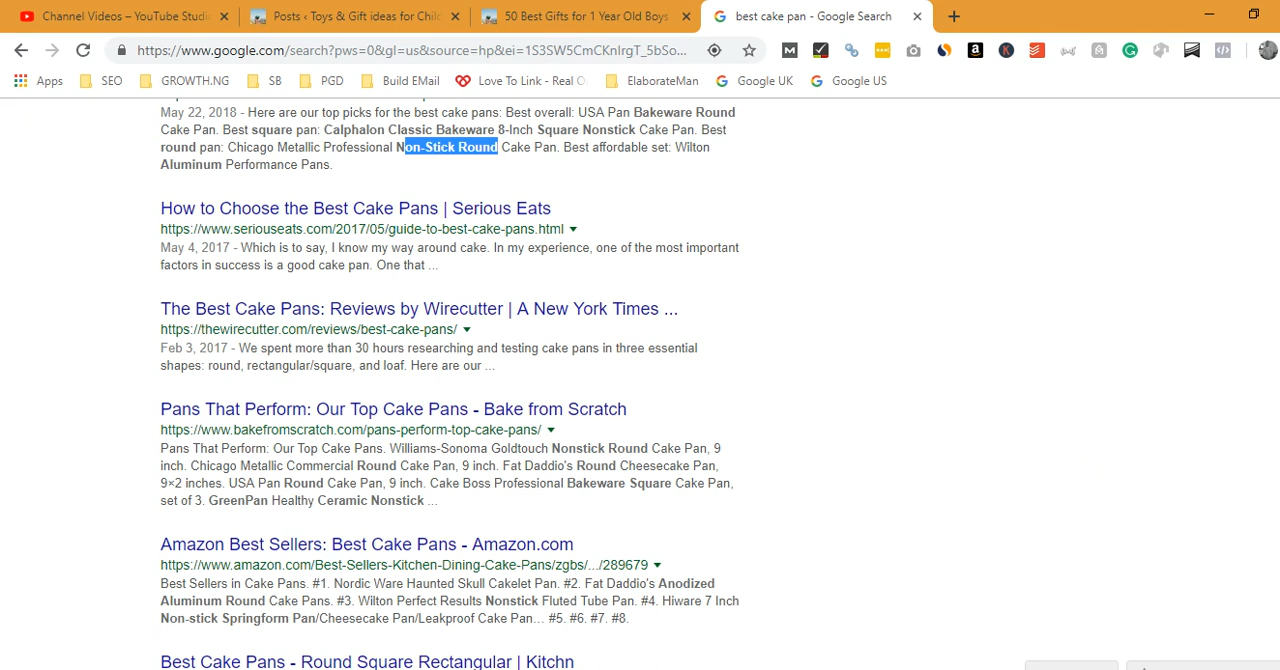 Channel Videos – YouTube Studi
Posts ‹ Toys & Gift ideas for Chil
50 Best Gifts for 1 Year Old Boys
best cake pan - Google Search
https://www.google.com/search?pws=0&gl=us&source=hp&ei=1S3SW5CmCKnIrgT_5bSo...
Apps
SEO
GROWTH.NG
SB
PGD
Build EMail
Love To Link - Real O
ElaborateMan
Google UK
Google US
May 22, 2018 - Here are our top picks for the best cake pans: Best overall: USA Pan Bakeware Round
Cake Pan. Best square pan: Calphalon Classic Bakeware 8-Inch Square Nonstick Cake Pan. Best
round pan: Chicago Metallic Professional Non-Stick Round Cake Pan. Best affordable set: Wilton
Aluminum Performance Pans.
How to Choose the Best Cake Pans | Serious Eats
https://www.seriouseats.com/2017/05/guide-to-best-cake-pans.html
May 4, 2017 - Which is to say, I know my way around cake. In my experience, one of the most important
factors in success is a good cake pan. One that ...
The Best Cake Pans: Reviews by Wirecutter | A New York Times ...
https://thewirecutter.com/reviews/best-cake-pans/
Feb 3, 2017 - We spent more than 30 hours researching and testing cake pans in three essential
shapes: round, rectangular/square, and loaf. Here are our ...
Pans That Perform: Our Top Cake Pans - Bake from Scratch
https://www.bakefromscratch.com/pans-perform-top-cake-pans/
Pans That Perform: Our Top Cake Pans. Williams-Sonoma Goldtouch Nonstick Round Cake Pan, 9
inch. Chicago Metallic Commercial Round Cake Pan, 9 inch. Fat Daddio's Round Cheesecake Pan,
9×2 inches. USA Pan Round Cake Pan, 9 inch. Cake Boss Professional Bakeware Square Cake Pan,
set of 3. GreenPan Healthy Ceramic Nonstick ...
Amazon Best Sellers: Best Cake Pans - Amazon.com
https://www.amazon.com/Best-Sellers-Kitchen-Dining-Cake-Pans/zgbs/.../289679
Best Sellers in Cake Pans. #1. Nordic Ware Haunted Skull Cakelet Pan. #2. Fat Daddio's Anodized
Aluminum Round Cake Pans. #3. Wilton Perfect Results Nonstick Fluted Tube Pan. #4. Hiware 7 Inch
Non-stick Springform Pan/Cheesecake Pan/Leakproof Cake Pan... #5. #6. #7. #8.
Best Cake Pans - Round Square Rectangular | Kitchn